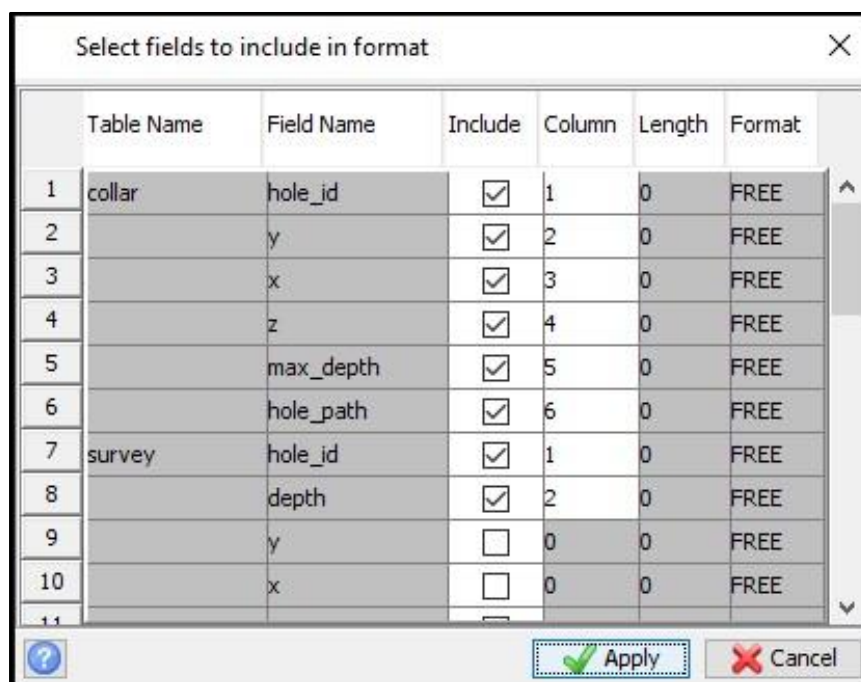 Select fields to include in format
Table Name Field Name Include Column Length Format
1 collar hole_id 1 0 FREE
2 y 2 0 FREE
3 x 3 0 FREE
4 z 4 0 FREE
5 max_depth 5 0 FREE
6 hole_path 6 0 FREE
7 survey hole_id 1 0 FREE
8 depth 2 0 FREE
9 y 0 0 FREE
10 x 0 0 FREE
Apply Cancel